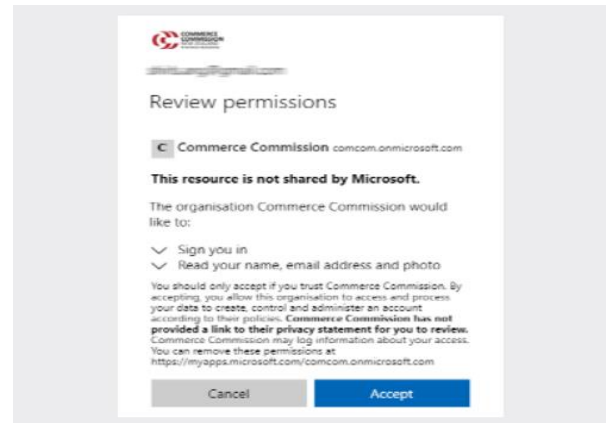 COMMERCE
COMMISSION
Review permissions
C Commerce Commission comcom.onmicrosoft.com
This resource is not shared by Microsoft.
The organisation Commerce Commission would
like to:
Sign you in
Read your name, email address and photo
You should only accept if you trust Commerce Commission. By
accepting, you allow this organisation to access and process
your data to create, control and administer an account
according to their policies. Commerce Commission has not
provided a link to their privacy statement for you to review.
Commerce Commission may log information about your access.
You can remove these permissions at
https://myapps.microsoft.com/comcom.onmicrosoft.com
Cancel Accept